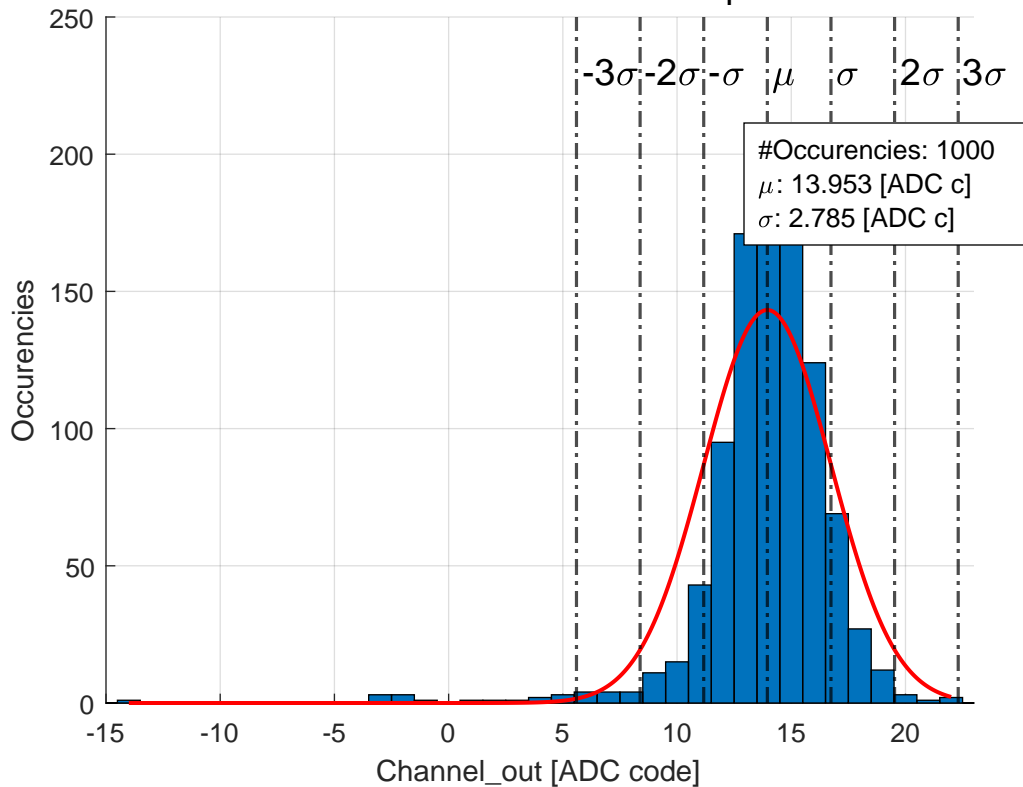 250
-3σ -2σ -σ μ σ 2σ 3σ
200
#Occurencies: 1000
μ: 13.953 [ADC c]
σ: 2.785 [ADC c]
150
Occurencies
100
50
0
-15 -10 -5 0 5 10 15 20
Channel_out [ADC code]